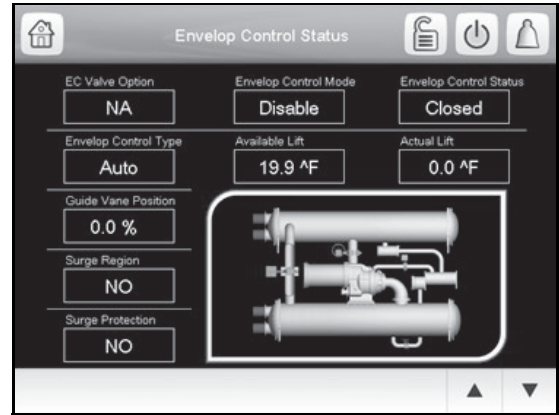 Envelop Control Status
EC Valve Option
Envelop Control Mode
Envelop Control Status
NA
Disable
Closed
Envelop Control Type
Available Lift
Actual Lift
Auto
19.9 ^F
0.0 ^F
Guide Vane Position
0.0 %
Surge Region
NO
Surge Protection
NO